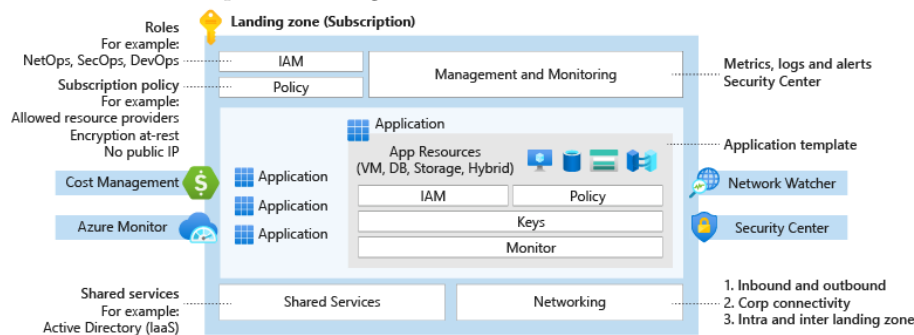 Landing zone (Subscription)
Roles
For example:
NetOps, SecOps, DevOps
Subscription policy
For example:
Allowed resource providers
Encryption at-rest
No public IP
Cost Management
Azure Monitor
Shared services
For example:
Active Directory (IaaS)
IAM
Policy
Management and Monitoring
Application
Application
Application
Application
App Resources
(VM, DB, Storage, Hybrid)
IAM
Policy
Keys
Monitor
Shared Services
Networking
Metrics, logs and alerts
Security Center
Application template
Network Watcher
Security Center
1. Inbound and outbound
2. Corp connectivity
3. Intra and inter landing zone